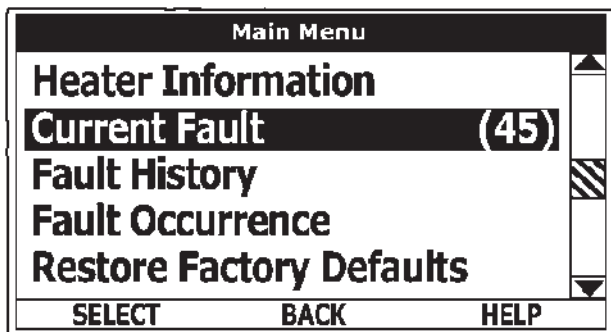 Main Menu
Heater Information
Current Fault (45)
Fault History
Fault Occurrence
Restore Factory Defaults
SELECT BACK HELP